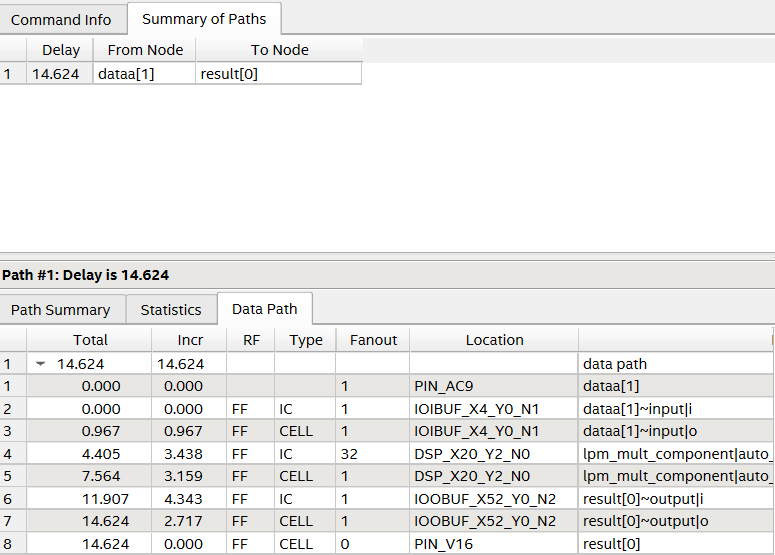 Command Info Summary of Paths
Delay From Node To Node
1 14.624 dataa[1] result[0]
Path #1: Delay is 14.624
Path Summary Statistics Data Path
Total Incr RF Type Fanout Location
1 14.624 14.624 data path
1 0.000 0.000 1 PIN_AC9 dataa[1]
2 0.000 0.000 FF IC 1 IOIBUF_X4_Y0_N1 dataa[1]~input|i
3 0.967 0.967 FF CELL 1 IOIBUF_X4_Y0_N1 dataa[1]~input|o
4 4.405 3.438 FF IC 32 DSP_X20_Y2_N0 lpm_mult_component|auto_
5 7.564 3.159 FF CELL 1 DSP_X20_Y2_N0 lpm_mult_component|auto_
6 11.907 4.343 FF IC 1 IOOBUF_X52_Y0_N2 result[0]~output|i
7 14.624 2.717 FF CELL 1 IOOBUF_X52_Y0_N2 result[0]~output|o
8 14.624 0.000 FF CELL 0 PIN_V16 result[0]